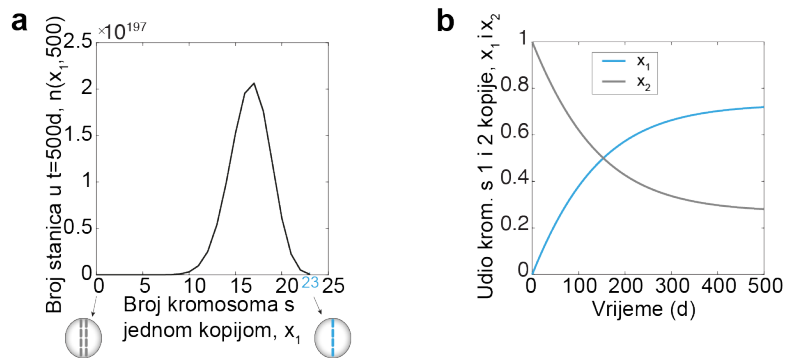 a
×10¹⁹⁷
2.5
2
1.5
1
0.5
0
Broj stanica u t=500d, n(x₁,500)
0 5 10 15 20 23 25
Broj kromosoma s
jednom kopijom, x₁
b
1
0.8
0.6
0.4
0.2
0
Udio krom. s 1 i 2 kopije, x₁ i x₂
x₁
x₂
0 100 200 300 400 500
Vrijeme (d)